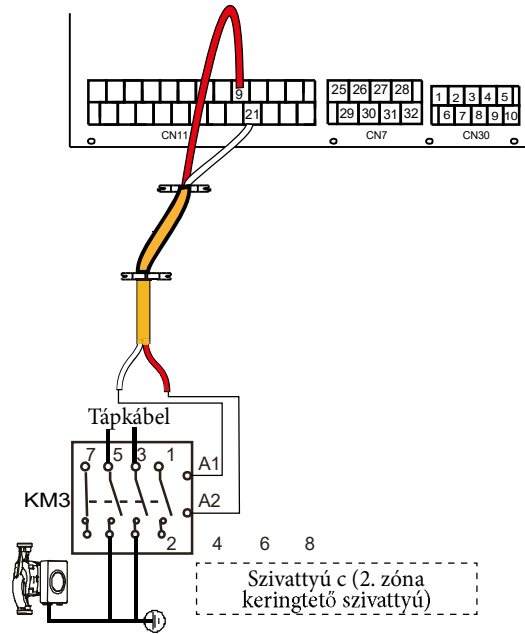 9
21
CN11
25 26 27 28
29 30 31 32
CN7
1 2 3 4 5
6 7 8 9 10
CN30
Tápkábel
7 5 3 1
A1
KM3
A2
2 4 6 8
Szivattyú c (2. zóna
keringtető szivattyú)